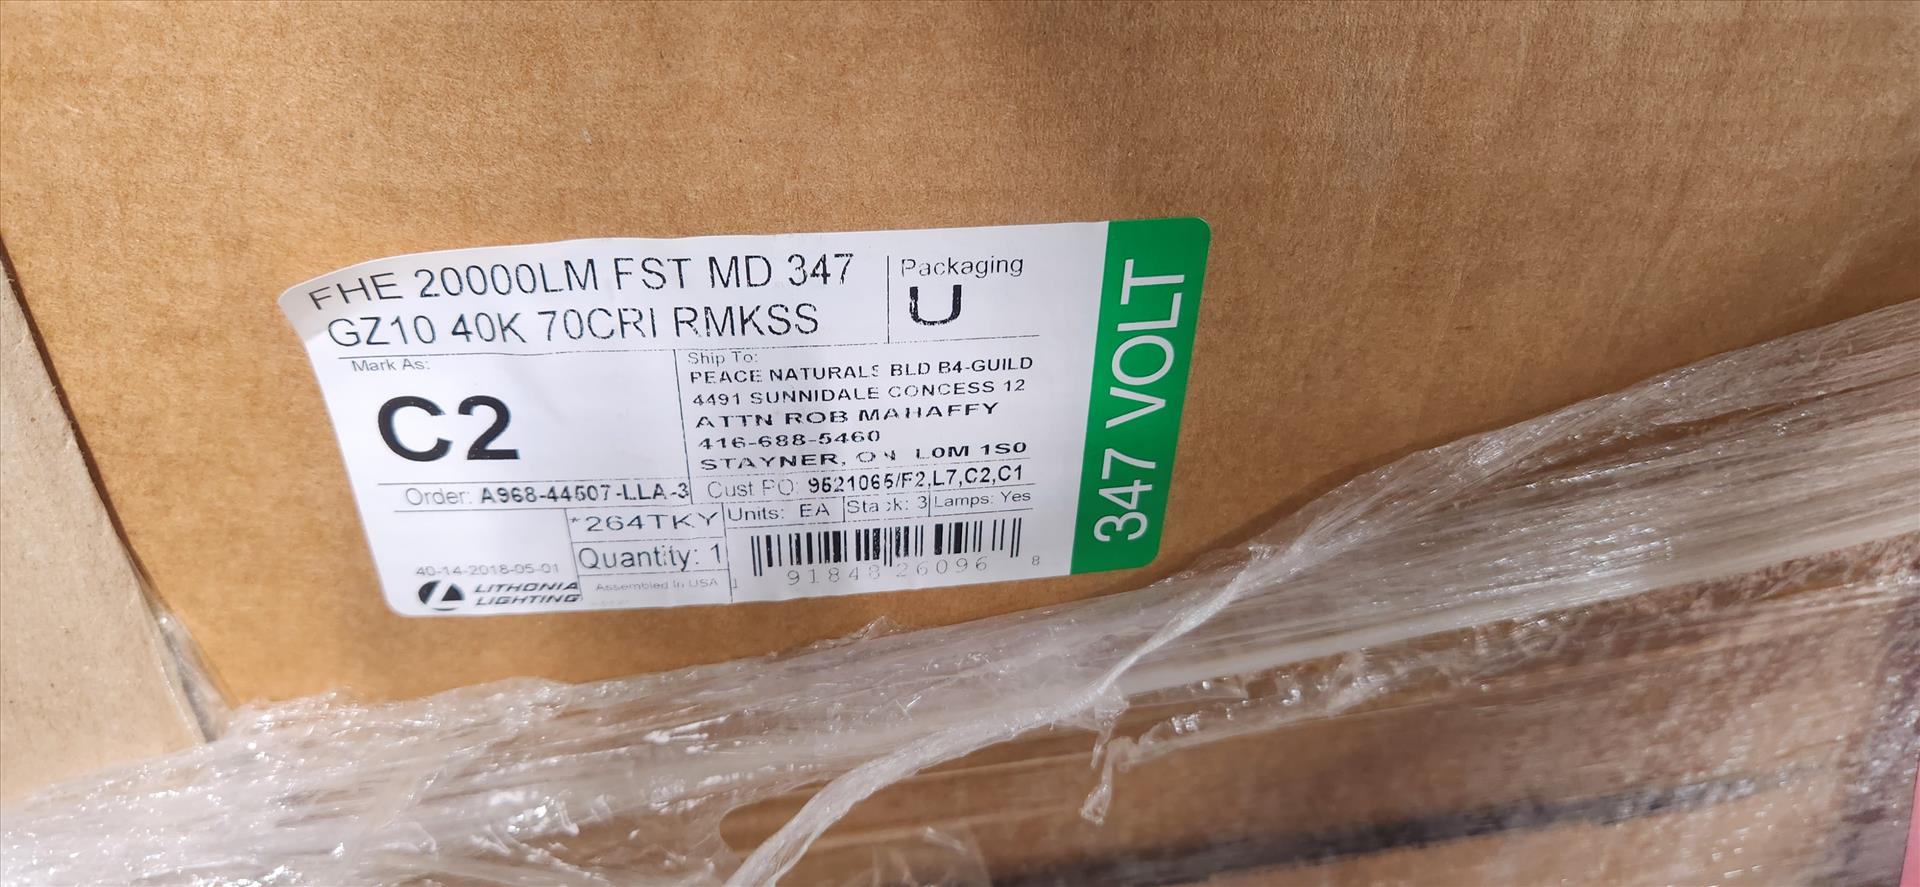 FHE 20000LM FST MD 347
GZ10 40K 70CRI RMKSS
Packaging
U
Mark As:
C2
Ship To:
PEACE NATURALS BLD B4-GUILD
4491 SUNNIDALE CONCESS 12
ATTN ROB MAHAFFY
416-688-5460
STAYNER, ON L0M 1S0
Order: A968-44507-LLA-3
Cust PO: 9521065/F2,L7,C2,C1
*264TKY
Units: EA
Stack: 3
Lamps: Yes
Quantity: 1
40-14-2018-05-01
LITHONIA
LIGHTING
Assembled In USA
1 91848 26096 8
347 VOLT